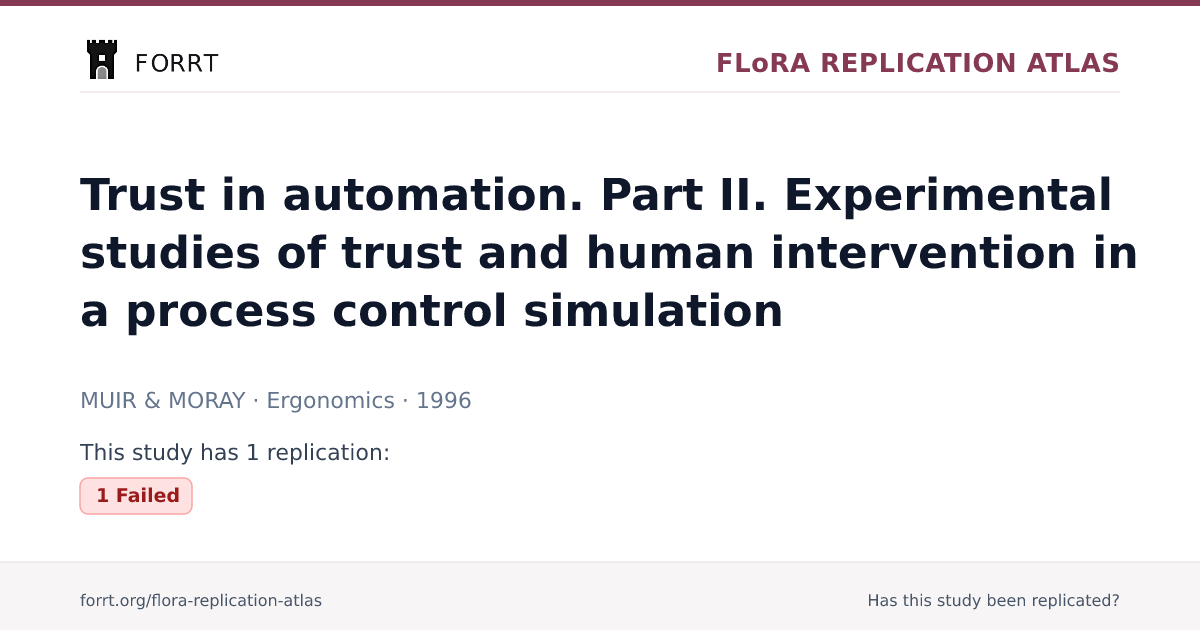 FORRT
FLoRA REPLICATION ATLAS
Trust in automation. Part II. Experimental
studies of trust and human intervention in
a process control simulation
MUIR & MORAY · Ergonomics · 1996
This study has 1 replication:
1 Failed
forrt.org/flora-replication-atlas
Has this study been replicated?